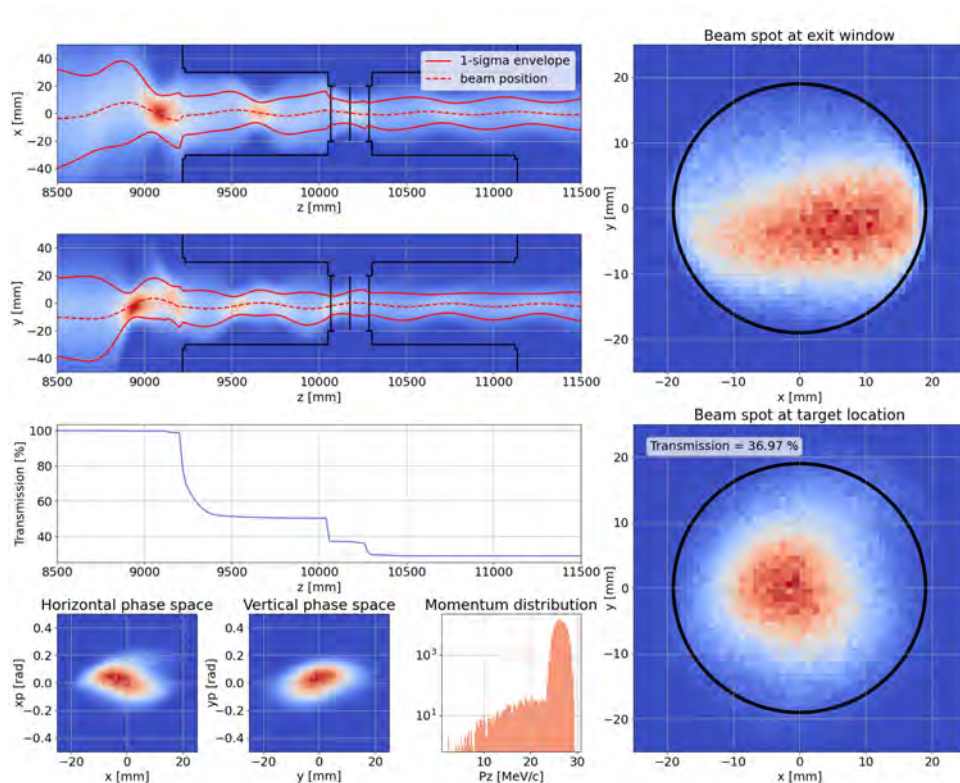 40
20
0
−20
−40
x [mm]
1-sigma envelope
beam position
8500 9000 9500 10000 10500 11000 11500
z [mm]
40
20
0
−20
−40
y [mm]
8500 9000 9500 10000 10500 11000 11500
z [mm]
100
80
60
40
Transmission [%]
8500 9000 9500 10000 10500 11000 11500
z [mm]
Horizontal phase space
0.4
0.2
0.0
−0.2
−0.4
xp [rad]
−20 0 20
x [mm]
Vertical phase space
0.4
0.2
0.0
−0.2
−0.4
yp [rad]
−20 0 20
y [mm]
Momentum distribution
10³
10¹
10 20 30
Pz [MeV/c]
Beam spot at exit window
20
10
0
−10
−20
y [mm]
−20 −10 0 10 20
x [mm]
Beam spot at target location
Transmission = 36.97 %
20
10
0
−10
−20
y [mm]
−20 −10 0 10 20
x [mm]